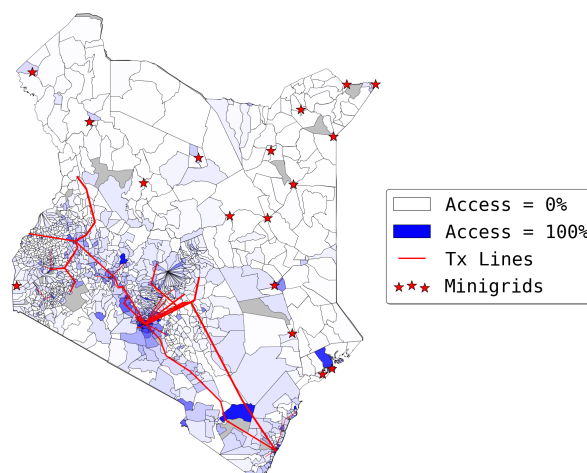 Access = 0%
Access = 100%
Tx Lines
Minigrids